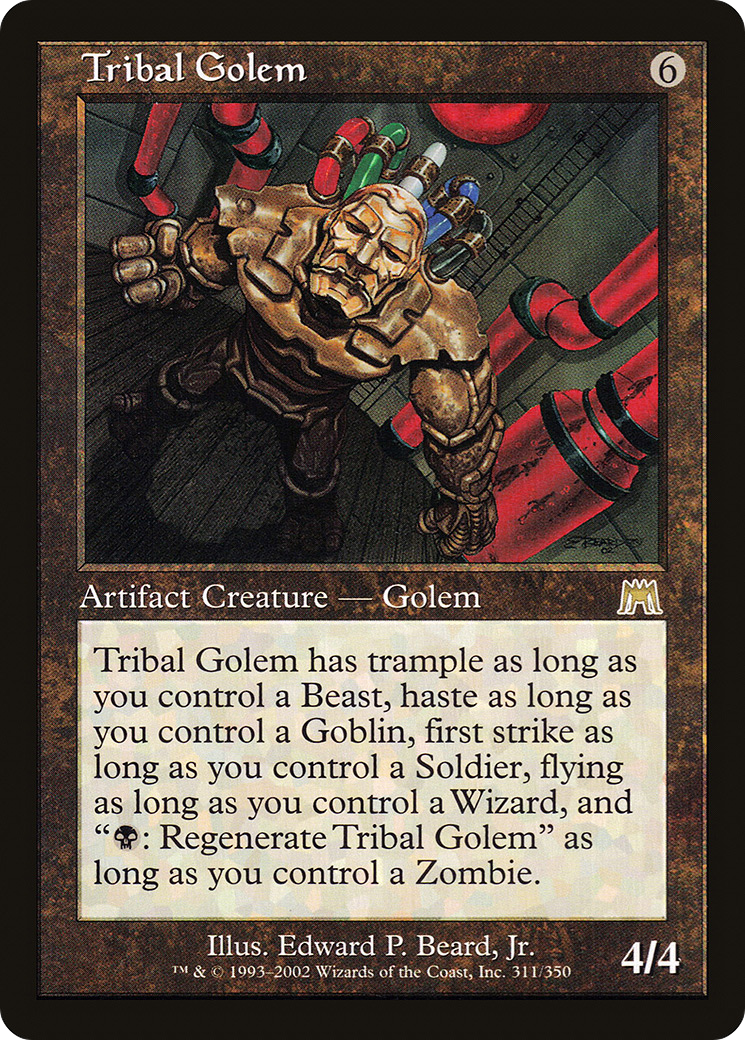 Tribal Golem
6
E. BEARD JR
02
Artifact Creature — Golem
Tribal Golem has trample as long as
you control a Beast, haste as long as
you control a Goblin, first strike as
long as you control a Soldier, flying
as long as you control a Wizard, and
“: Regenerate Tribal Golem” as
long as you control a Zombie.
Illus. Edward P. Beard, Jr.
™ & © 1993–2002 Wizards of the Coast, Inc. 311/350
4/4